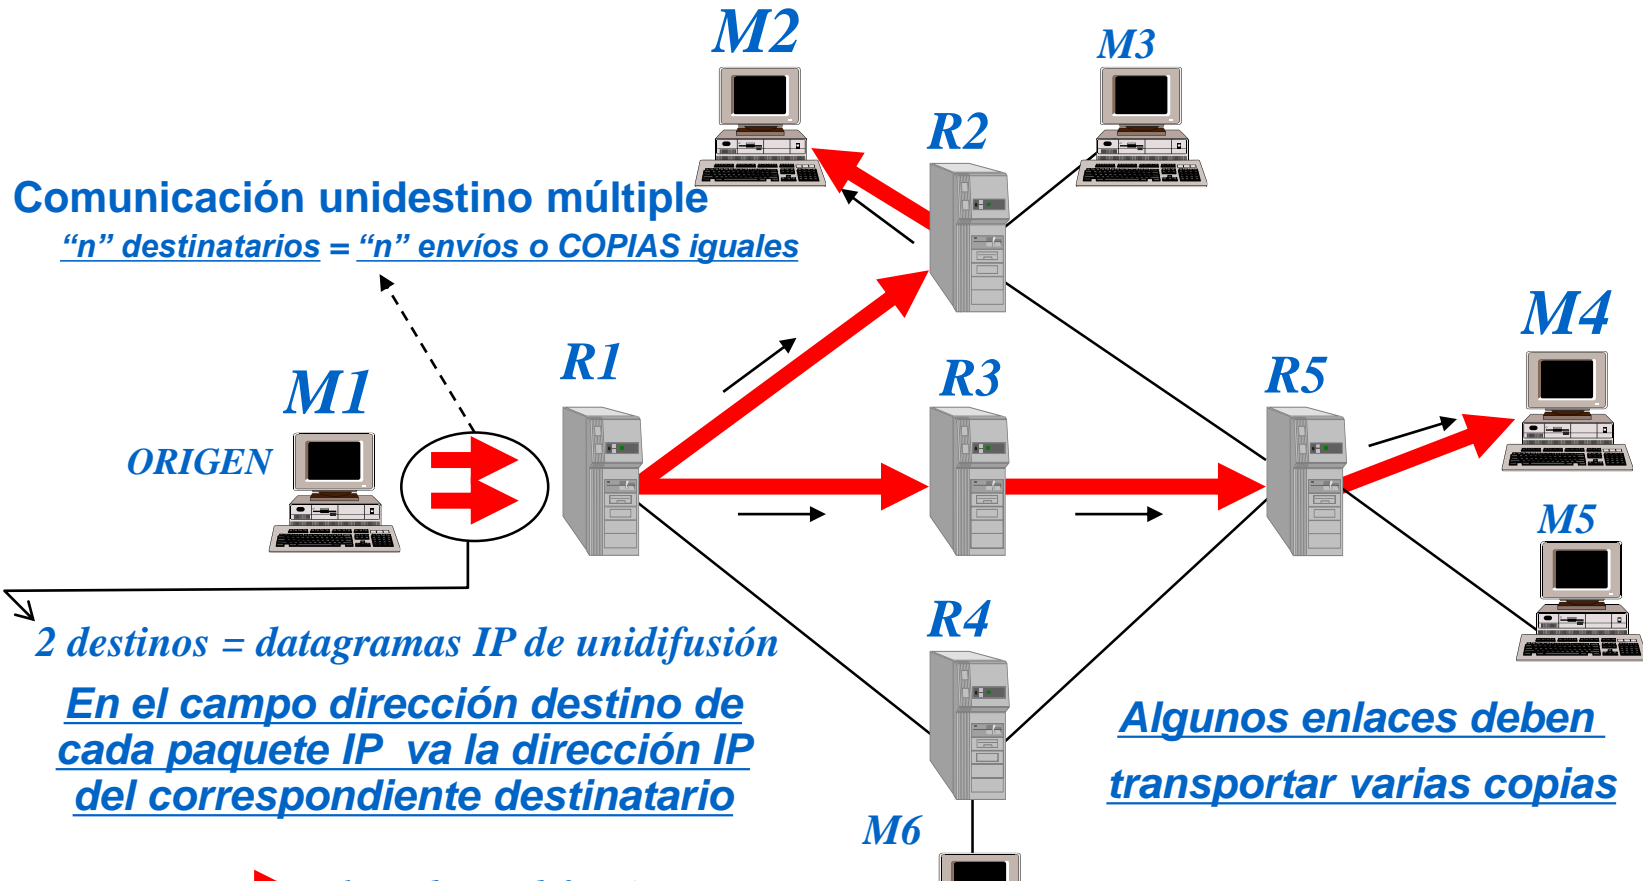 M2
M3
R2
Comunicación unidestino múltiple
“n” destinatarios = “n” envíos o COPIAS iguales
M4
R1
R3
R5
M1
ORIGEN
M5
R4
2 destinos = datagramas IP de unidifusión
En el campo dirección destino de
cada paquete IP va la dirección IP
del correspondiente destinatario
Algunos enlaces deben
transportar varias copias
M6